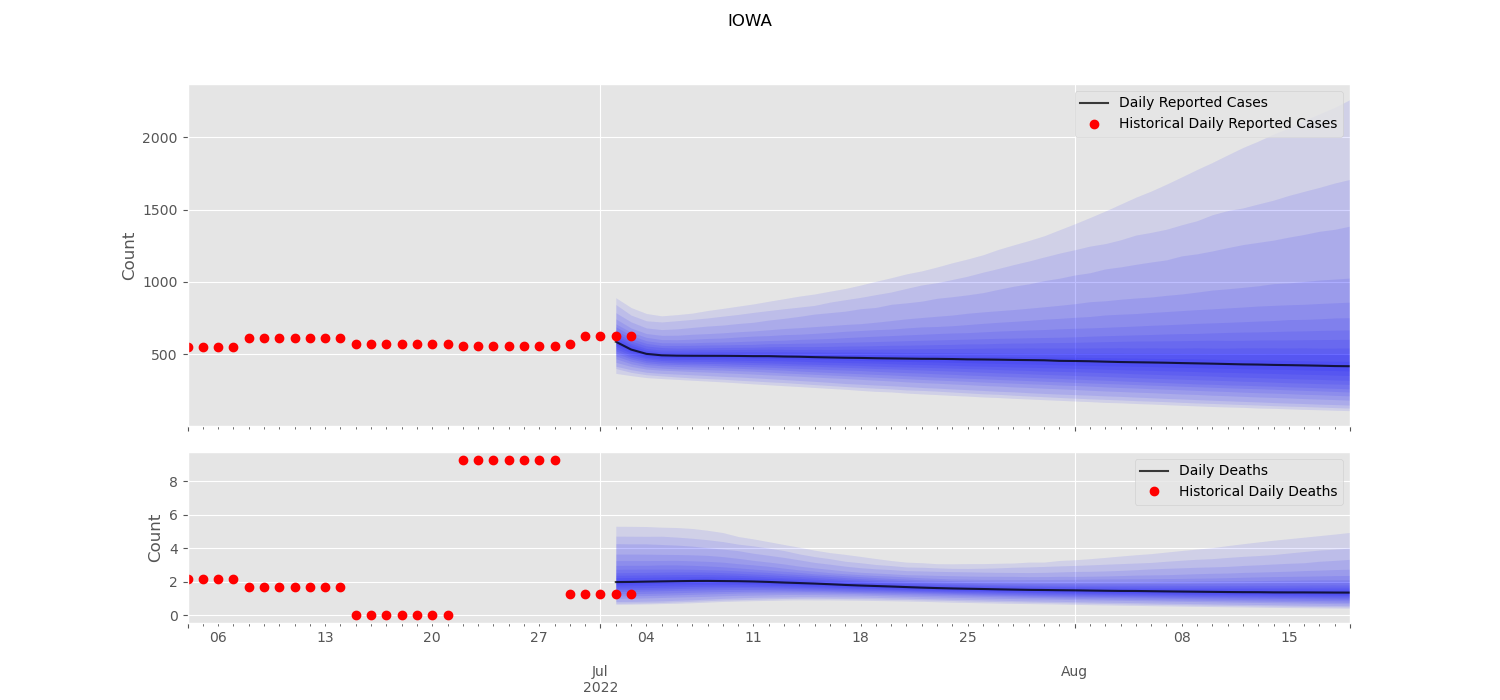 IOWA
Daily Reported Cases
Historical Daily Reported Cases
2000
1500
1000
500
Count
Daily Deaths
Historical Daily Deaths
8
6
4
2
0
Count
06 13 20 27 04 11 18 25 08 15
Jul Aug
2022